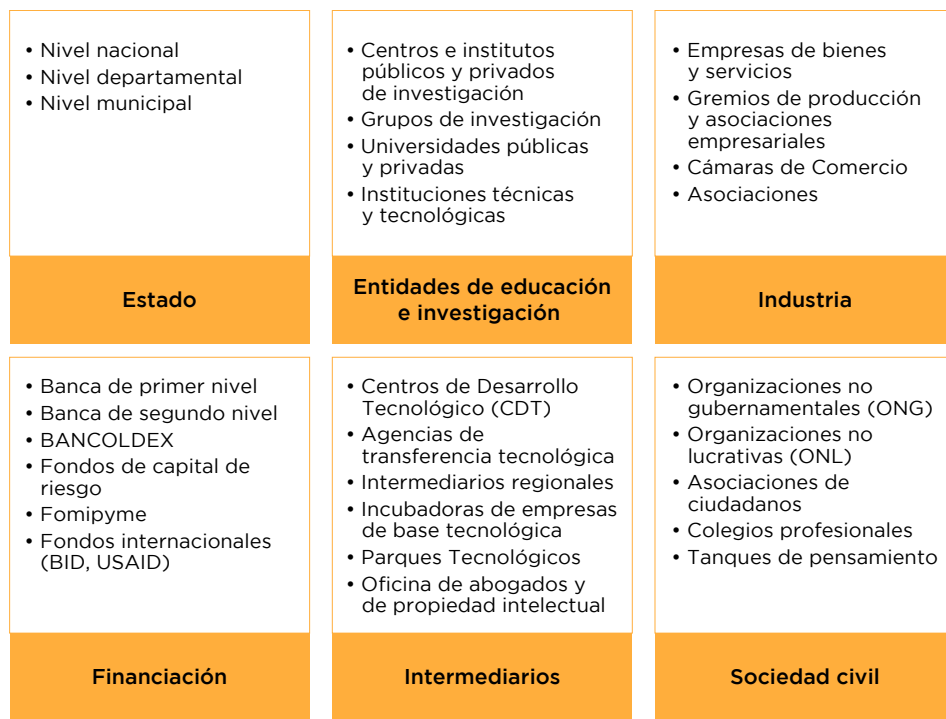 • Nivel nacional
• Nivel departamental
• Nivel municipal
Estado
• Centros e institutos
públicos y privados
de investigación
• Grupos de investigación
• Universidades públicas
y privadas
• Instituciones técnicas
y tecnológicas
Entidades de educación
e investigación
• Empresas de bienes
y servicios
• Gremios de producción
y asociaciones
empresariales
• Cámaras de Comercio
• Asociaciones
Industria
• Banca de primer nivel
• Banca de segundo nivel
• BANCOLDEX
• Fondos de capital de
riesgo
• Fomipyme
• Fondos internacionales
(BID, USAID)
Financiación
• Centros de Desarrollo
Tecnológico (CDT)
• Agencias de
transferencia tecnológica
• Intermediarios regionales
• Incubadoras de empresas
de base tecnológica
• Parques Tecnológicos
• Oficina de abogados y
de propiedad intelectual
Intermediarios
• Organizaciones no
gubernamentales (ONG)
• Organizaciones no
lucrativas (ONL)
• Asociaciones de
ciudadanos
• Colegios profesionales
• Tanques de pensamiento
Sociedad civil